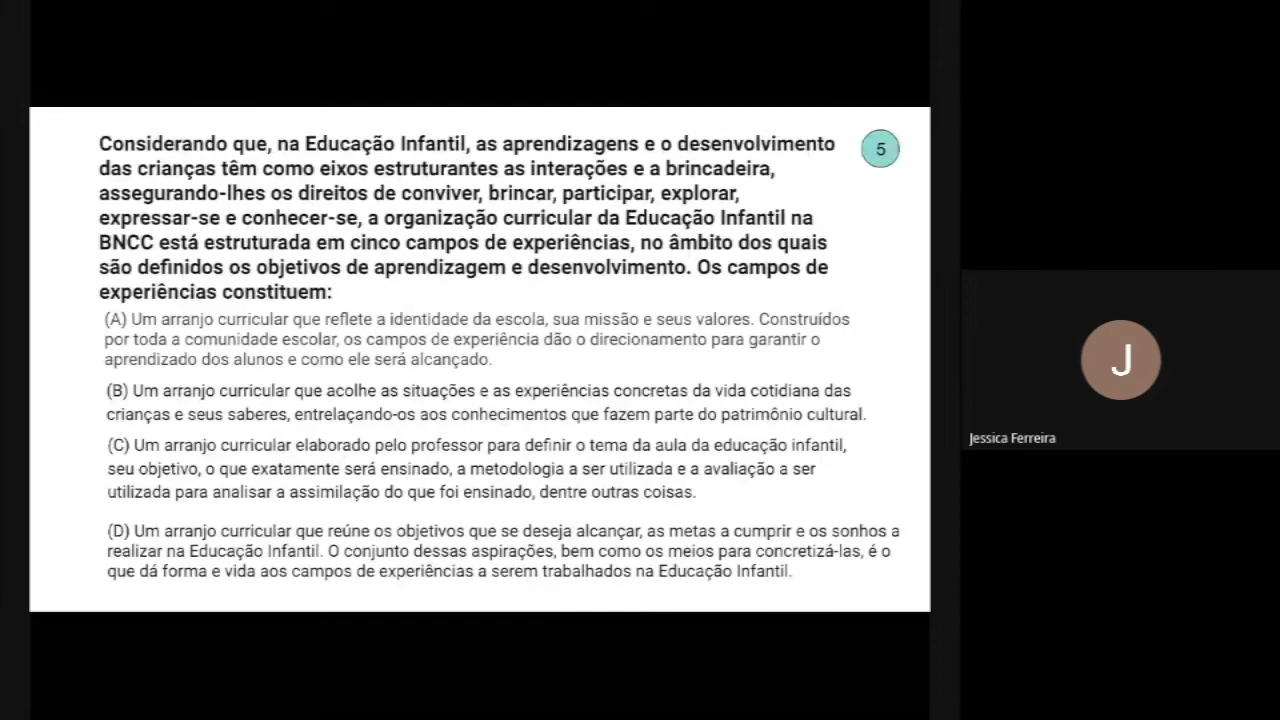 Considerando que, na Educação Infantil, as aprendizagens e o desenvolvimento
das crianças têm como eixos estruturantes as interações e a brincadeira,
assegurando-lhes os direitos de conviver, brincar, participar, explorar,
expressar-se e conhecer-se, a organização curricular da Educação Infantil na
BNCC está estruturada em cinco campos de experiências, no âmbito dos quais
são definidos os objetivos de aprendizagem e desenvolvimento. Os campos de
experiências constituem:
5
(A) Um arranjo curricular que reflete a identidade da escola, sua missão e seus valores. Construídos
por toda a comunidade escolar, os campos de experiência dão o direcionamento para garantir o
aprendizado dos alunos e como ele será alcançado.
(B) Um arranjo curricular que acolhe as situações e as experiências concretas da vida cotidiana das
crianças e seus saberes, entrelaçando-os aos conhecimentos que fazem parte do patrimônio cultural.
(C) Um arranjo curricular elaborado pelo professor para definir o tema da aula da educação infantil,
seu objetivo, o que exatamente será ensinado, a metodologia a ser utilizada e a avaliação a ser
utilizada para analisar a assimilação do que foi ensinado, dentre outras coisas.
(D) Um arranjo curricular que reúne os objetivos que se deseja alcançar, as metas a cumprir e os sonhos a
realizar na Educação Infantil. O conjunto dessas aspirações, bem como os meios para concretizá-las, é o
que dá forma e vida aos campos de experiências a serem trabalhados na Educação Infantil.
J
Jessica Ferreira